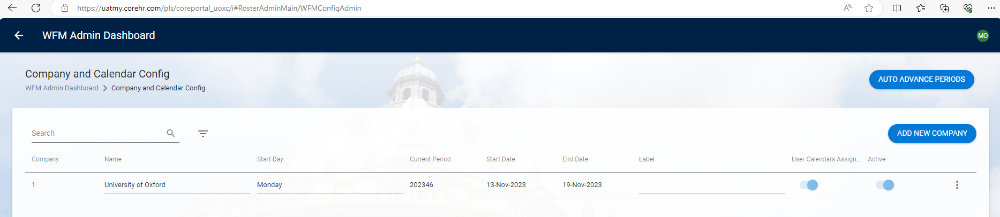 https://uatmy.corehr.com/pls/coreportal_uoxc/i#RosterAdminMain/WFMConfigAdmin
WFM Admin Dashboard
MO
Company and Calendar Config
WFM Admin Dashboard > Company and Calendar Config
AUTO ADVANCE PERIODS
Search
ADD NEW COMPANY
Company Name Start Day Current Period Start Date End Date Label User Calendars Assign... Active
1 University of Oxford Monday 202346 13-Nov-2023 19-Nov-2023